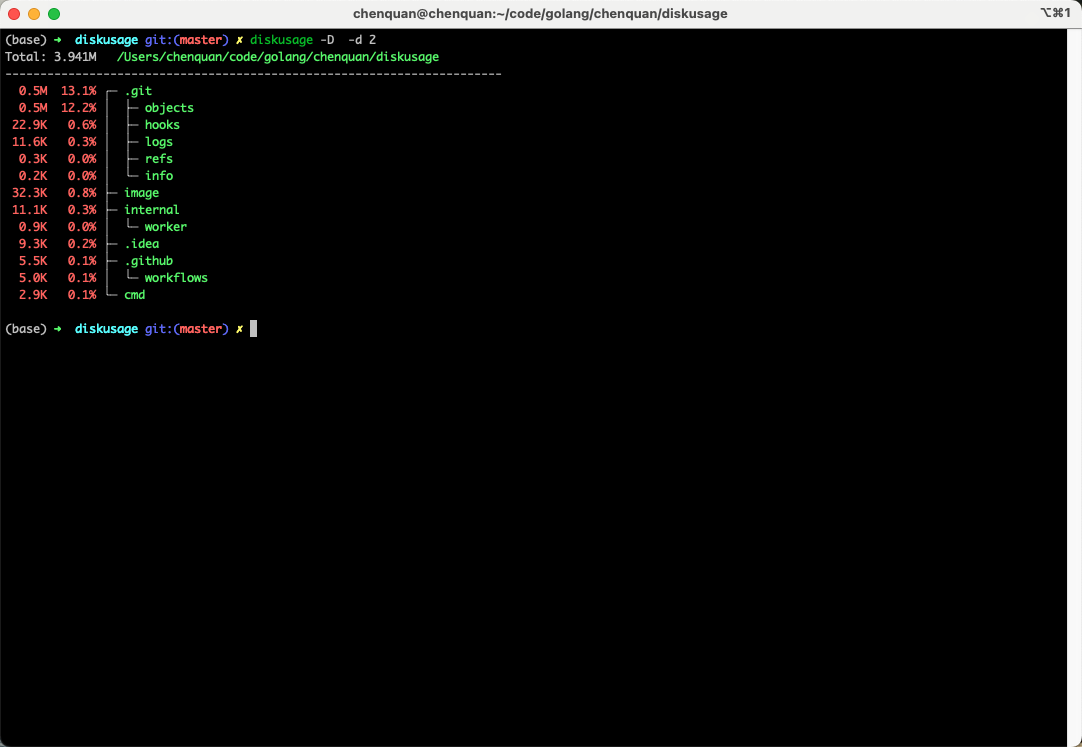 chenquan@chenquan:~/code/golang/chenquan/diskusage ⌥⌘1
(base) ➜  diskusage git:(master) ✗ diskusage -D  -d 2
Total: 3.941M   /Users/chenquan/code/golang/chenquan/diskusage
-----------------------------------------------------------------------
  0.5M  13.1% ┌─ .git
  0.5M  12.2% │  ├─ objects
 22.9K   0.6% │  ├─ hooks
 11.6K   0.3% │  ├─ logs
  0.3K   0.0% │  ├─ refs
  0.2K   0.0% │  └─ info
 32.3K   0.8% ├─ image
 11.1K   0.3% ├─ internal
  0.9K   0.0% │  └─ worker
  9.3K   0.2% ├─ .idea
  5.5K   0.1% ├─ .github
  5.0K   0.1% │  └─ workflows
  2.9K   0.1% └─ cmd
(base) ➜  diskusage git:(master) ✗